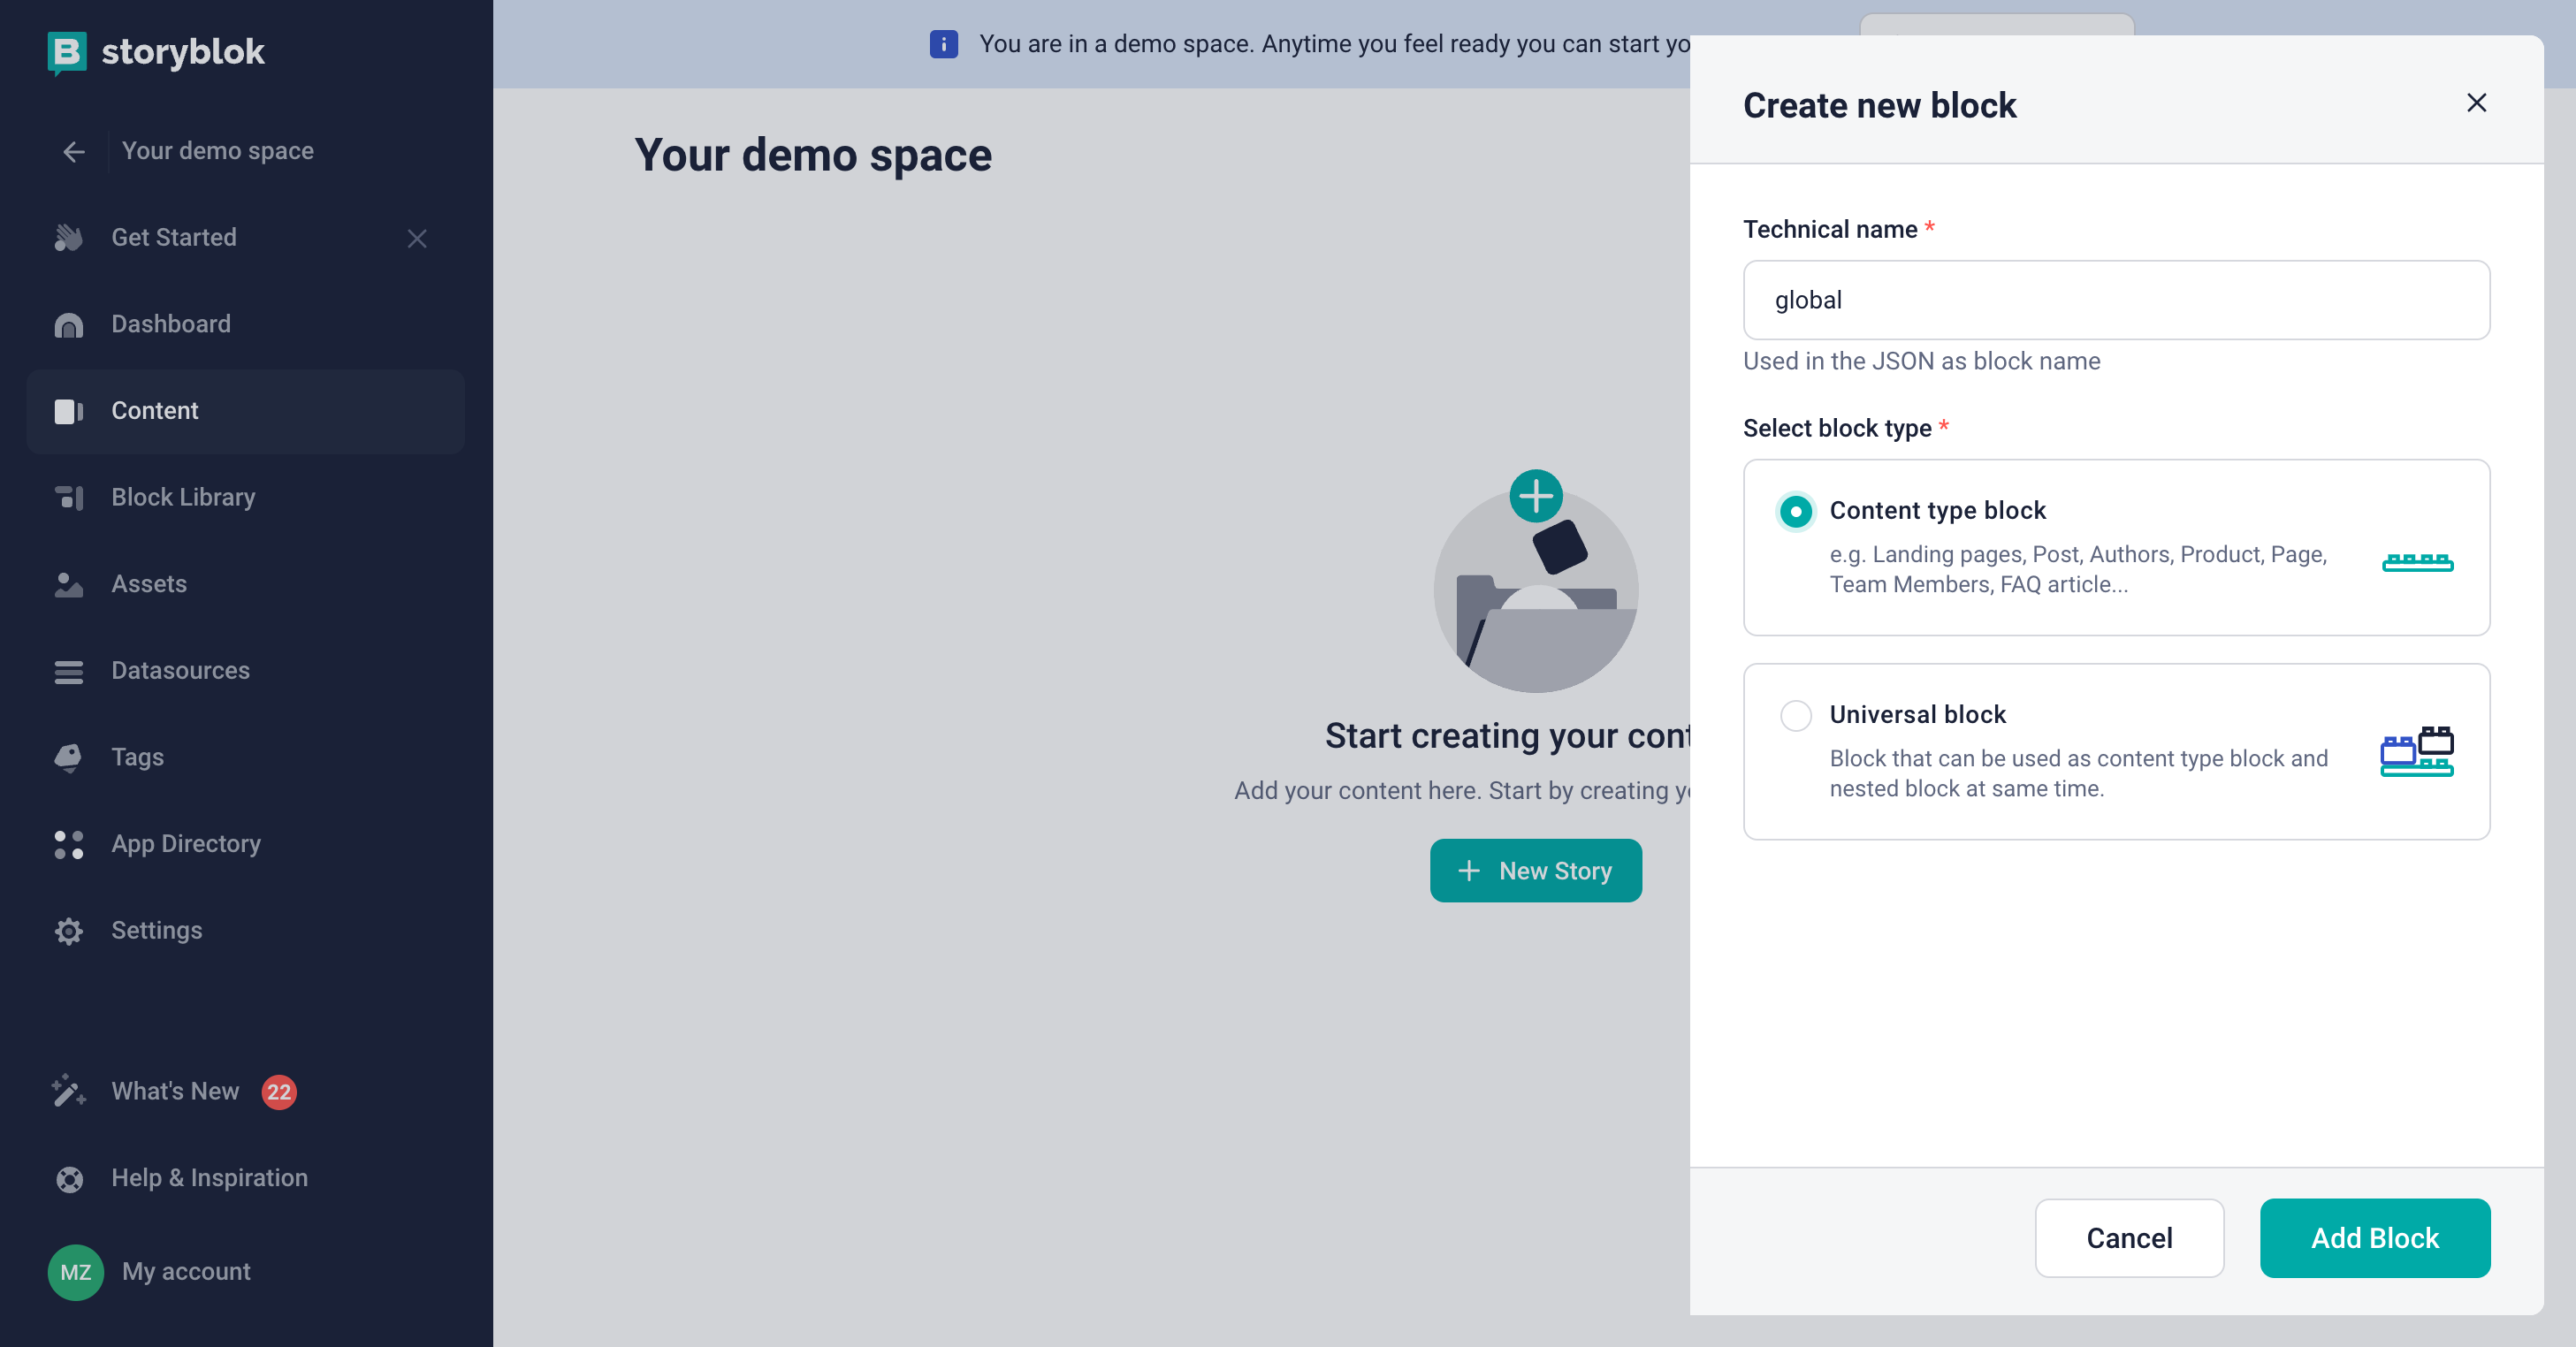 storyblok
Your demo space
Get Started
Dashboard
Content
Block Library
Assets
Datasources
Tags
App Directory
Settings
What's New 22
Help & Inspiration
MZ My account
You are in a demo space. Anytime you feel ready you can start yo
Your demo space
Start creating your cont
Add your content here. Start by creating y
+ New Story
Create new block
Technical name *
global
Used in the JSON as block name
Select block type *
Content type block
e.g. Landing pages, Post, Authors, Product, Page,
Team Members, FAQ article...
Universal block
Block that can be used as content type block and
nested block at same time.
Cancel
Add Block